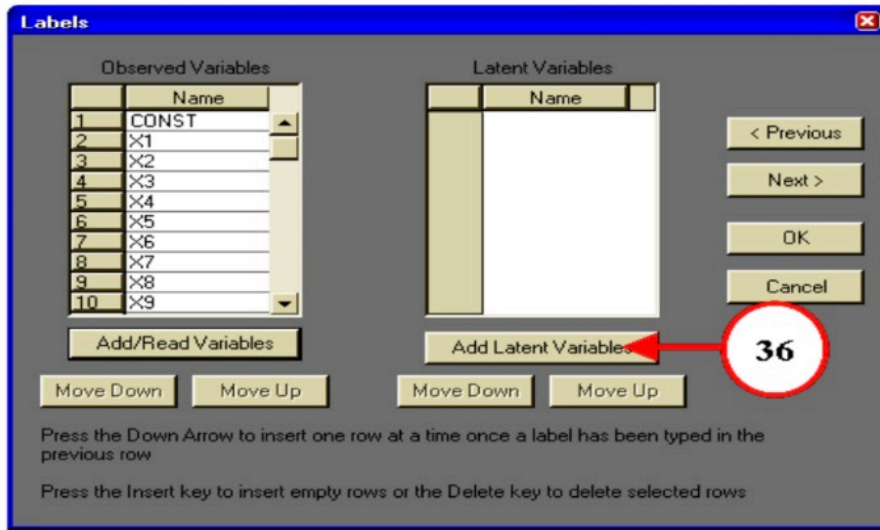 Labels
Observed Variables
Name
1 CONST
2 X1
3 X2
4 X3
5 X4
6 X5
7 X6
8 X7
9 X8
10 X9
Add/Read Variables
Move Down Move Up
Latent Variables
Name
Add Latent Variables
Move Down Move Up
< Previous
Next >
OK
Cancel
36
Press the Down Arrow to insert one row at a time once a label has been typed in the
previous row
Press the Insert key to insert empty rows or the Delete key to delete selected rows